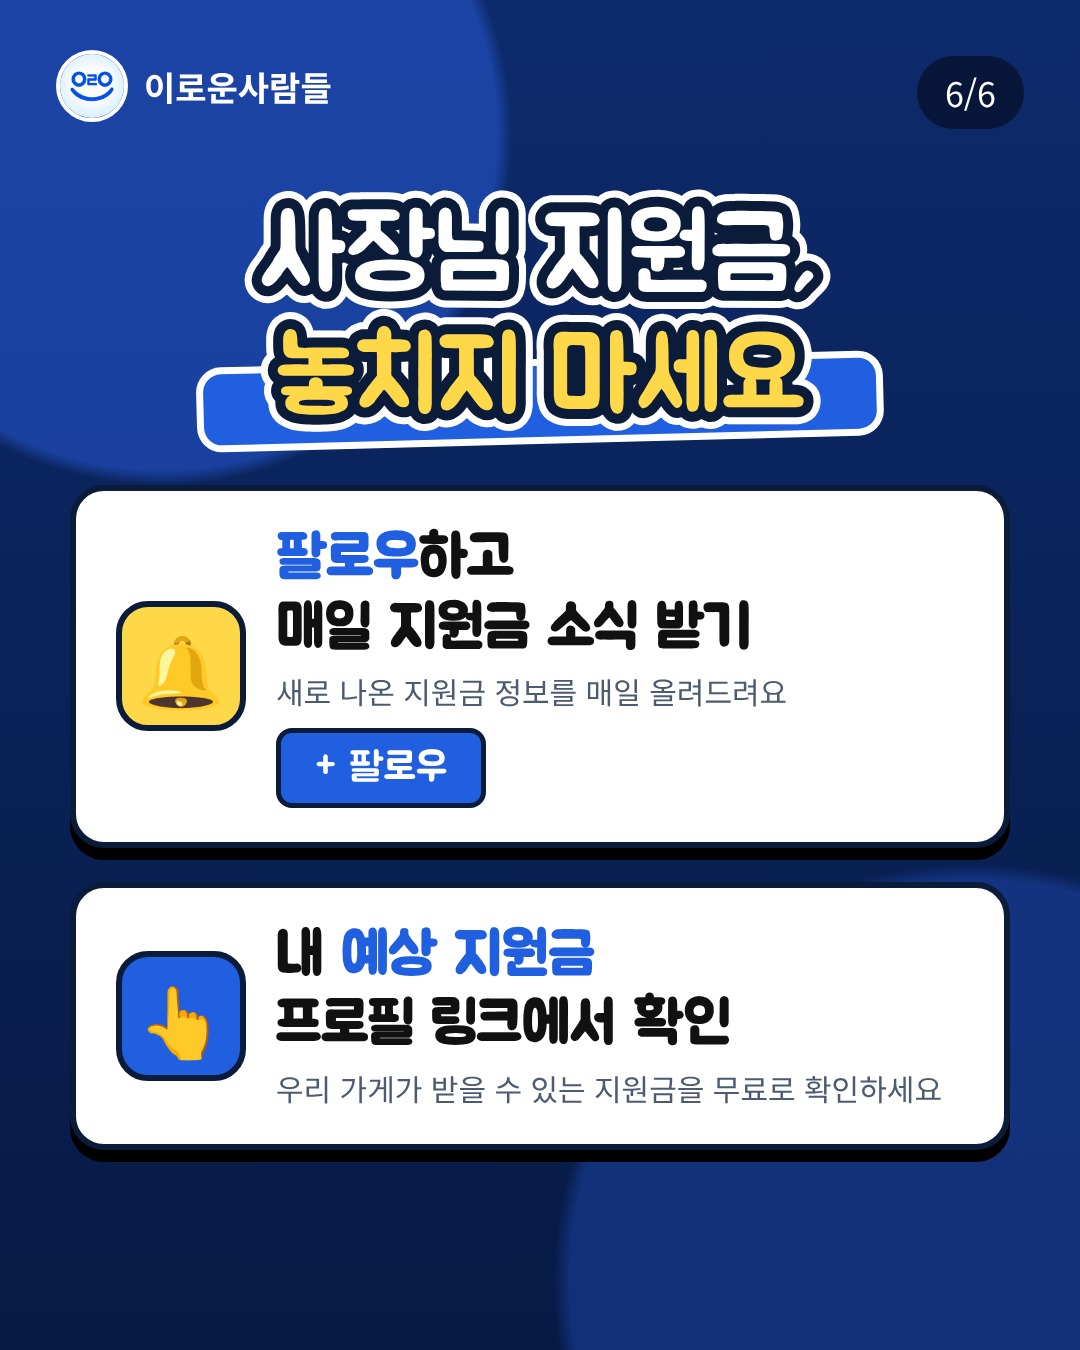 이로운사람들
6/6
사장님 지원금,
놓치지 마세요
팔로우하고
매일 지원금 소식 받기
새로 나온 지원금 정보를 매일 올려드려요
+ 팔로우
내 예상 지원금
프로필 링크에서 확인
우리 가게가 받을 수 있는 지원금을 무료로 확인하세요